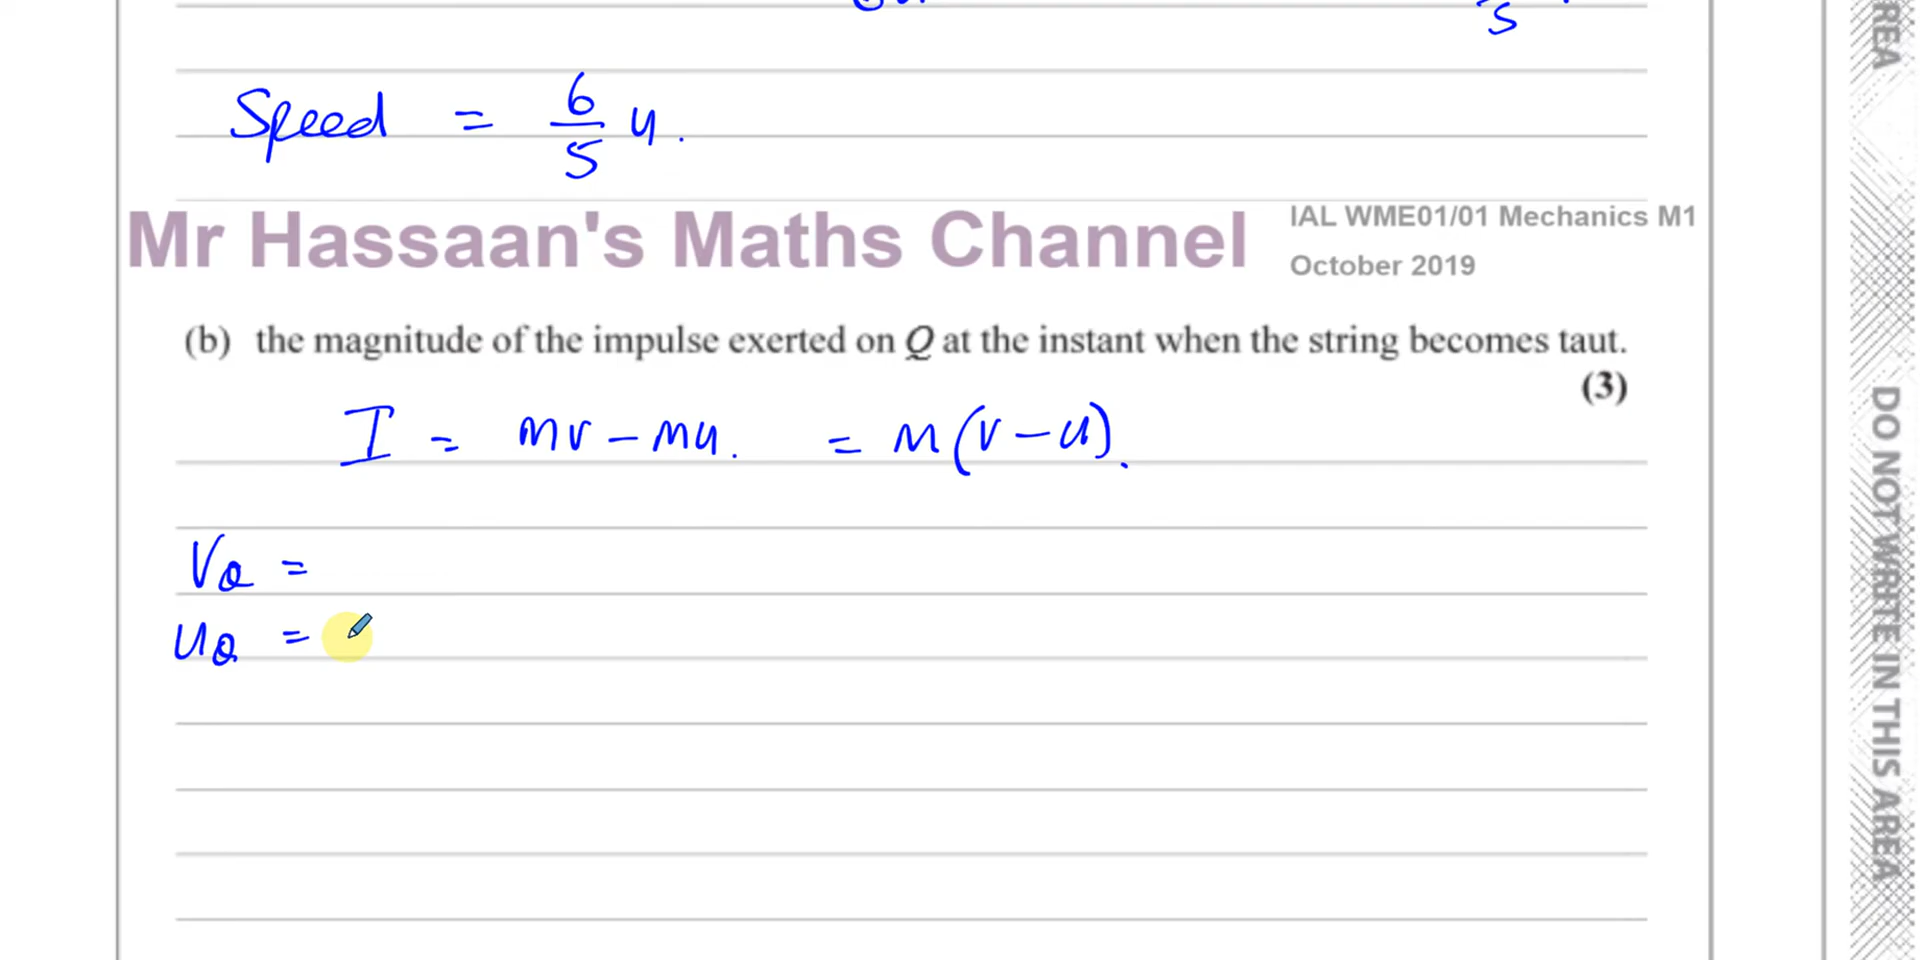 5
Speed = 6/5 u.
Mr Hassaan's Maths Channel
IAL WME01/01 Mechanics M1
October 2019
(b) the magnitude of the impulse exerted on Q at the instant when the string becomes taut.
(3)
I = mv - mu. = m(v - u).
VQ =
uQ =
REA
DO NOT WRITE IN THIS AREA